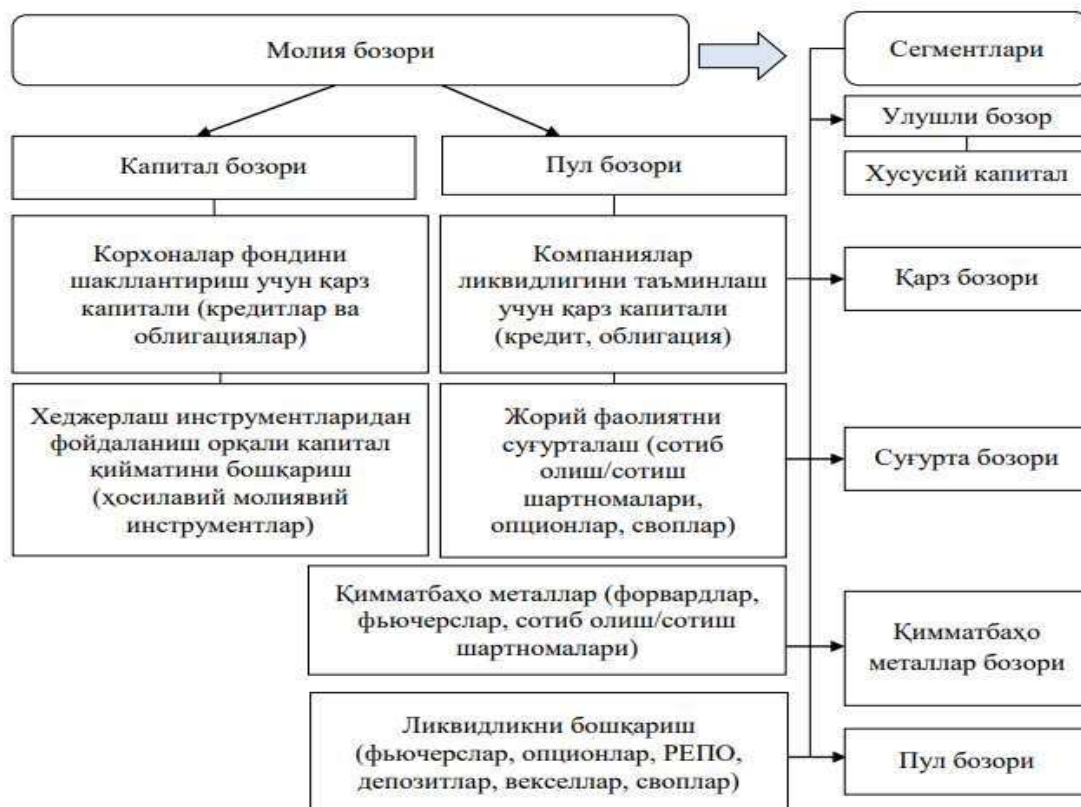 Молия бозори
Сегментлари
Улушли бозор
Хусусий капитал
Капитал бозори
Пул бозори
Корхоналар фондини
шакллантириш учун қарз
капитали (кредитлар ва
облигациялар)
Компаниялар
ликвидлигини таъминлаш
учун қарз капитали
(кредит, облигация)
Қарз бозори
Хеджерлаш инструментларидан
фойдаланиш орқали капитал
қийматини бошқариш
(ҳосилавий молиявий
инструментлар)
Жорий фаолиятни
суғурталаш (сотиб
олиш/сотиш
шартномалари,
опционлар, своплар)
Суғурта бозори
Қимматбаҳо металлар (форвардлар,
фьючерслар, сотиб олиш/сотиш
шартномалари)
Қимматбаҳо
металлар бозори
Ликвидликни бошқариш
(фьючерслар, опционлар, РЕПО,
депозитлар, векселлар, своплар)
Пул бозори